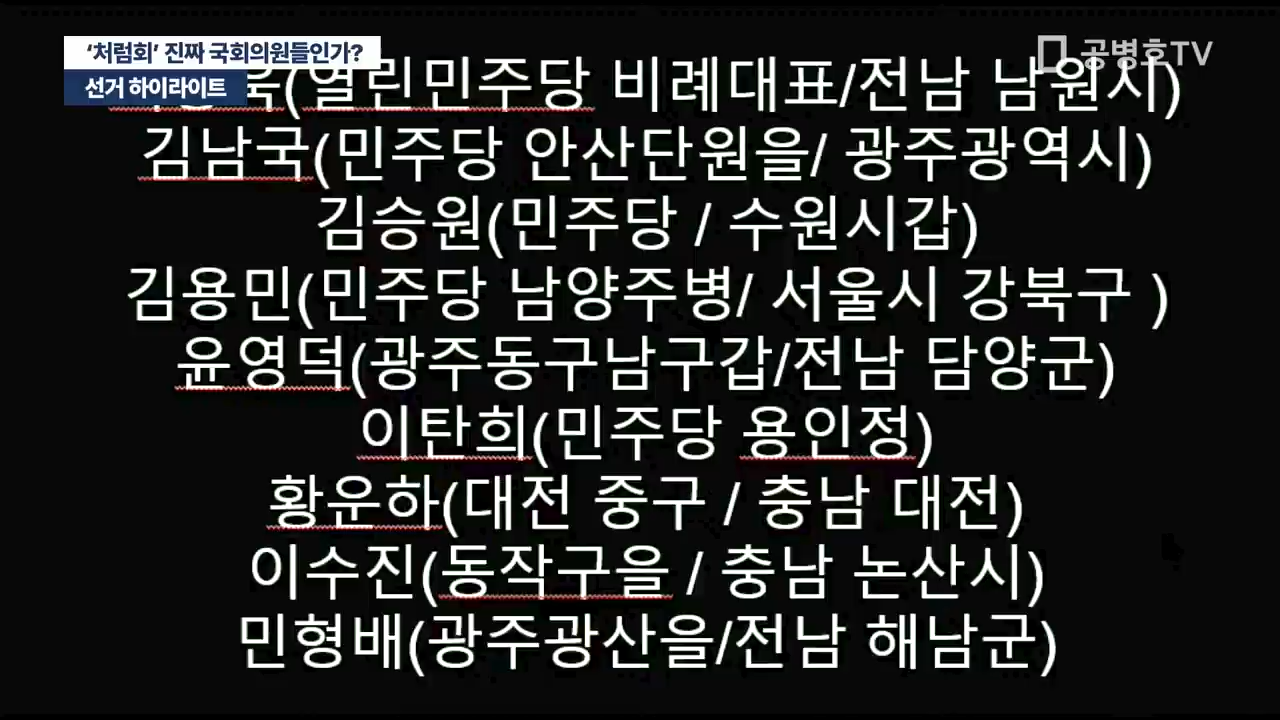 ‘처럼회’ 진짜 국회의원들인가?
공병호TV
선거 하이라이트
(열린민주당 비례대표/전남 남원시)
김남국(민주당 안산단원을/ 광주광역시)
김승원(민주당 / 수원시갑)
김용민(민주당 남양주병/ 서울시 강북구 )
윤영덕(광주동구남구갑/전남 담양군)
이탄희(민주당 용인정)
황운하(대전 중구 / 충남 대전)
이수진(동작구을 / 충남 논산시)
민형배(광주광산을/전남 해남군)